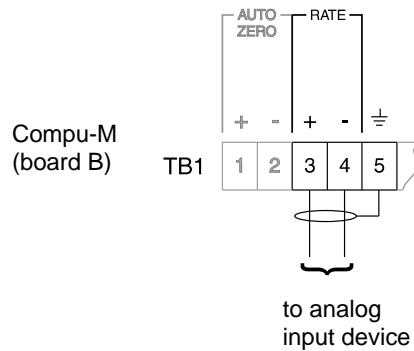 AUTO RATE
ZERO
+ - + -
Compu-M
(board B)
TB1 1 2 3 4 5
to analog
input device